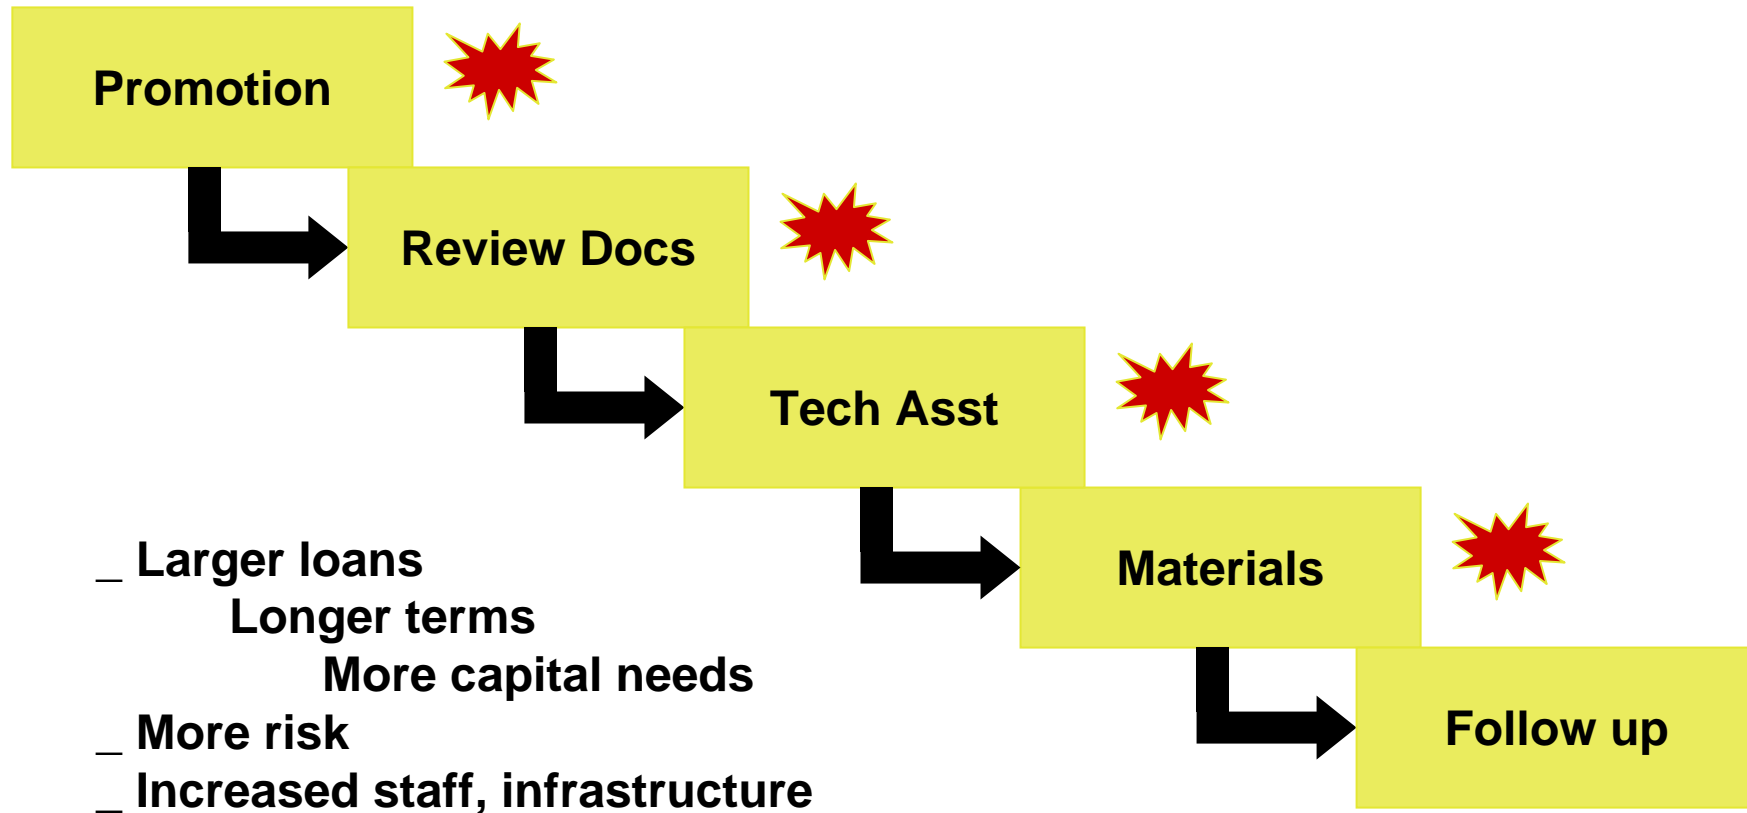 Promotion
Review Docs
Tech Asst
Materials
Follow up
_ Larger loans
Longer terms
More capital needs
_ More risk
_ Increased staff, infrastructure